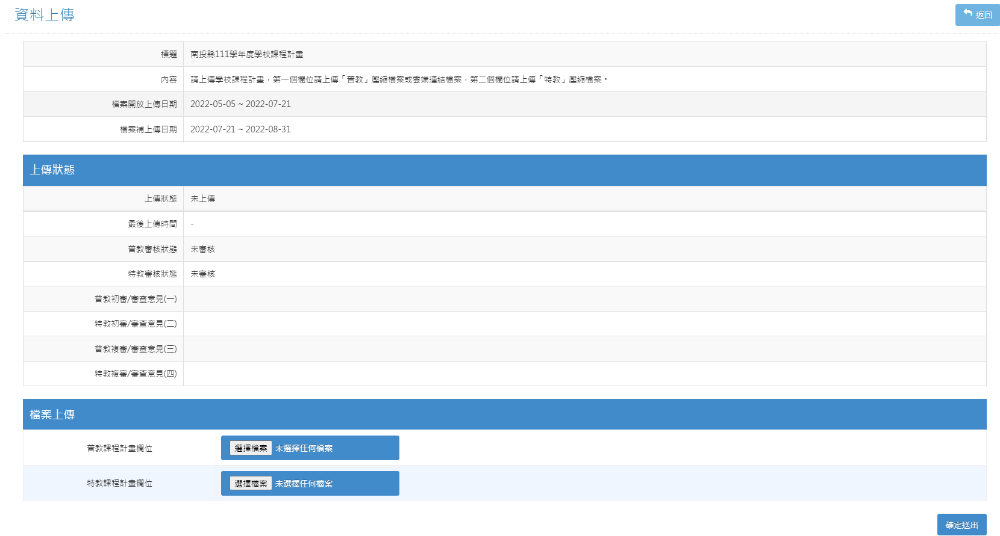 資料上傳
返回
標題 南投縣111學年度學校課程計畫
內容 請上傳學校課程計畫，第一個欄位請上傳「普教」壓縮檔案或雲端連結檔案，第二個欄位請上傳「特教」壓縮檔案。
檔案開放上傳日期 2022-05-05 ~ 2022-07-21
檔案補上傳日期 2022-07-21 ~ 2022-08-31
上傳狀態
上傳狀態 未上傳
最後上傳時間 -
普教審核狀態 未審核
特教審核狀態 未審核
普教初審/審查意見(一)
特教初審/審查意見(二)
普教複審/審查意見(三)
特教複審/審查意見(四)
檔案上傳
普教課程計畫欄位 選擇檔案 未選擇任何檔案
特教課程計畫欄位 選擇檔案 未選擇任何檔案
確定送出